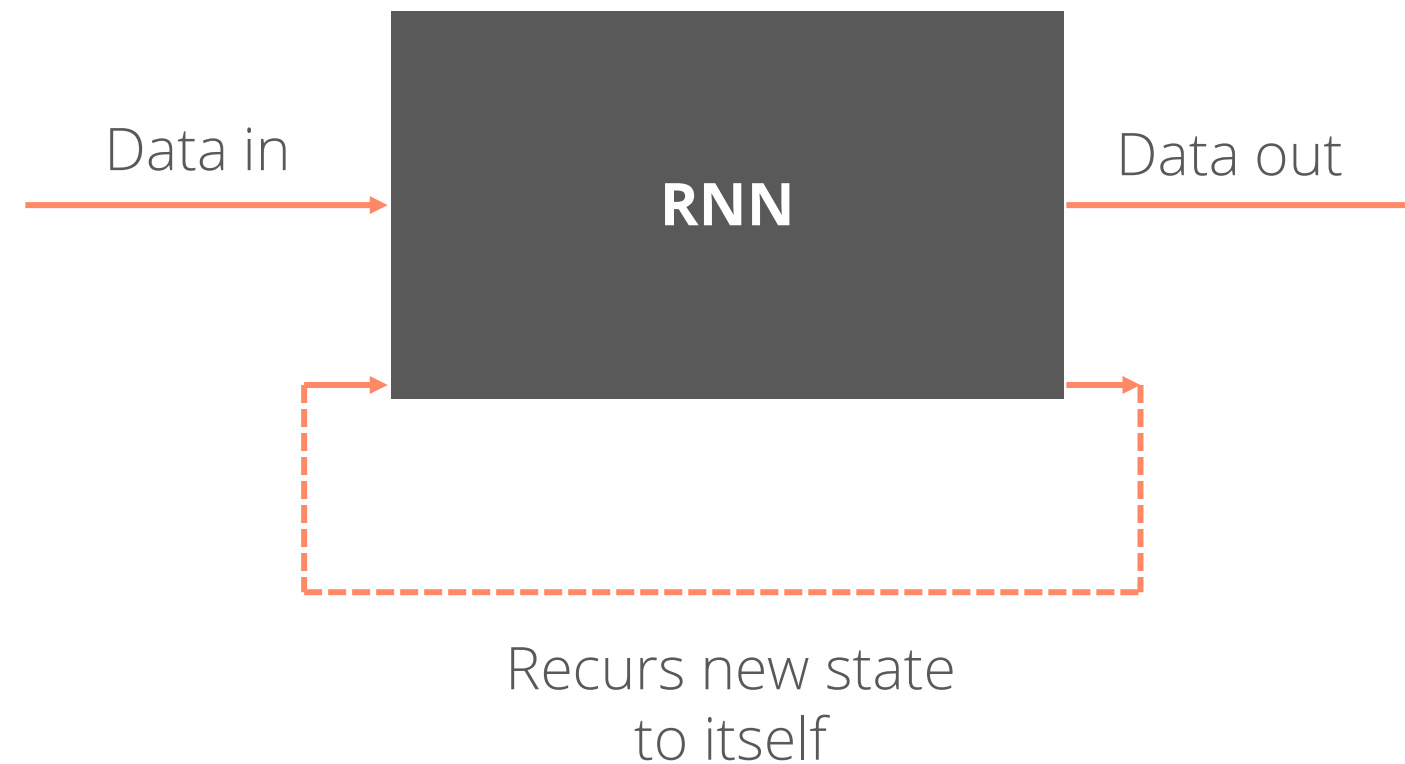 Data in
RNN
Data out
Recurs new state
to itself